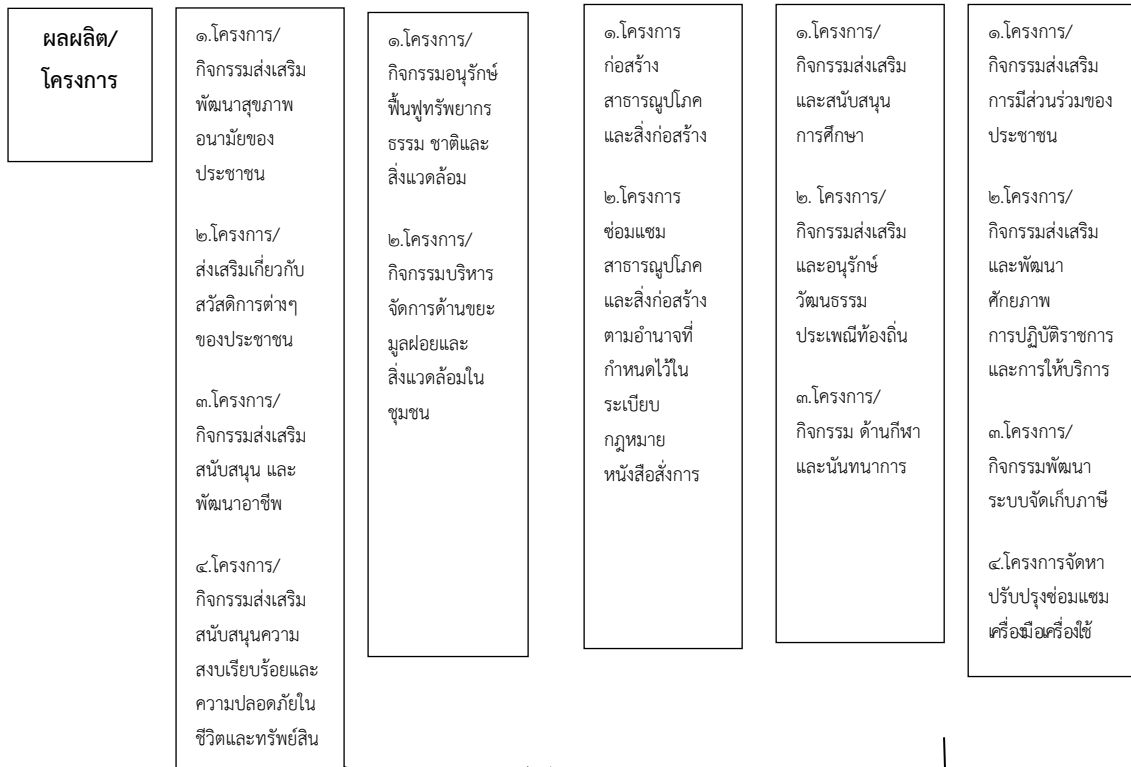 ผลผลิต/
โครงการ
๑.โครงการ/
กิจกรรมส่งเสริม
พัฒนาสุขภาพ
อนามัยของ
ประชาชน
๒.โครงการ/
ส่งเสริมเกี่ยวกับ
สวัสดิการต่างๆ
ของประชาชน
๓.โครงการ/
กิจกรรมส่งเสริม
สนับสนุน และ
พัฒนาอาชีพ
๔.โครงการ/
กิจกรรมส่งเสริม
สนับสนุนความ
สงบเรียบร้อยและ
ความปลอดภัยใน
ชีวิตและทรัพย์สิน
๑.โครงการ/
กิจกรรมอนุรักษ์
ฟื้นฟูทรัพยากร
ธรรม ชาติและ
สิ่งแวดล้อม
๒.โครงการ/
กิจกรรมบริหาร
จัดการด้านขยะ
มูลฝอยและ
สิ่งแวดล้อมใน
ชุมชน
๑.โครงการ
ก่อสร้าง
สาธารณูปโภค
และสิ่งก่อสร้าง
๒.โครงการ
ซ่อมแซม
สาธารณูปโภค
และสิ่งก่อสร้าง
ตามอำนาจที่
กำหนดไว้ใน
ระเบียบ
กฎหมาย
หนังสือสั่งการ
๑.โครงการ/
กิจกรรมส่งเสริม
และสนับสนุน
การศึกษา
๒. โครงการ/
กิจกรรมส่งเสริม
และอนุรักษ์
วัฒนธรรม
ประเพณีท้องถิ่น
๓.โครงการ/
กิจกรรม ด้านกีฬา
และนันทนาการ
๑.โครงการ/
กิจกรรมส่งเสริม
การมีส่วนร่วมของ
ประชาชน
๒.โครงการ/
กิจกรรมส่งเสริม
และพัฒนา
ศักยภาพ
การปฏิบัติราชการ
และการให้บริการ
๓.โครงการ/
กิจกรรมพัฒนา
ระบบจัดเก็บภาษี
๔.โครงการจัดหา
ปรับปรุงซ่อมแซม
เครื่องมือเครื่องใช้